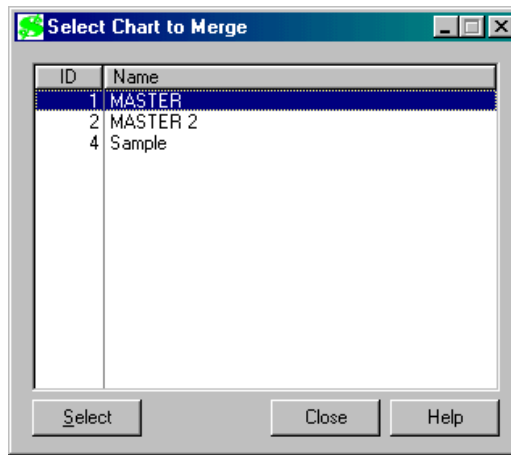 Select Chart to Merge
ID Name
1 MASTER
2 MASTER 2
4 Sample
Select Close Help